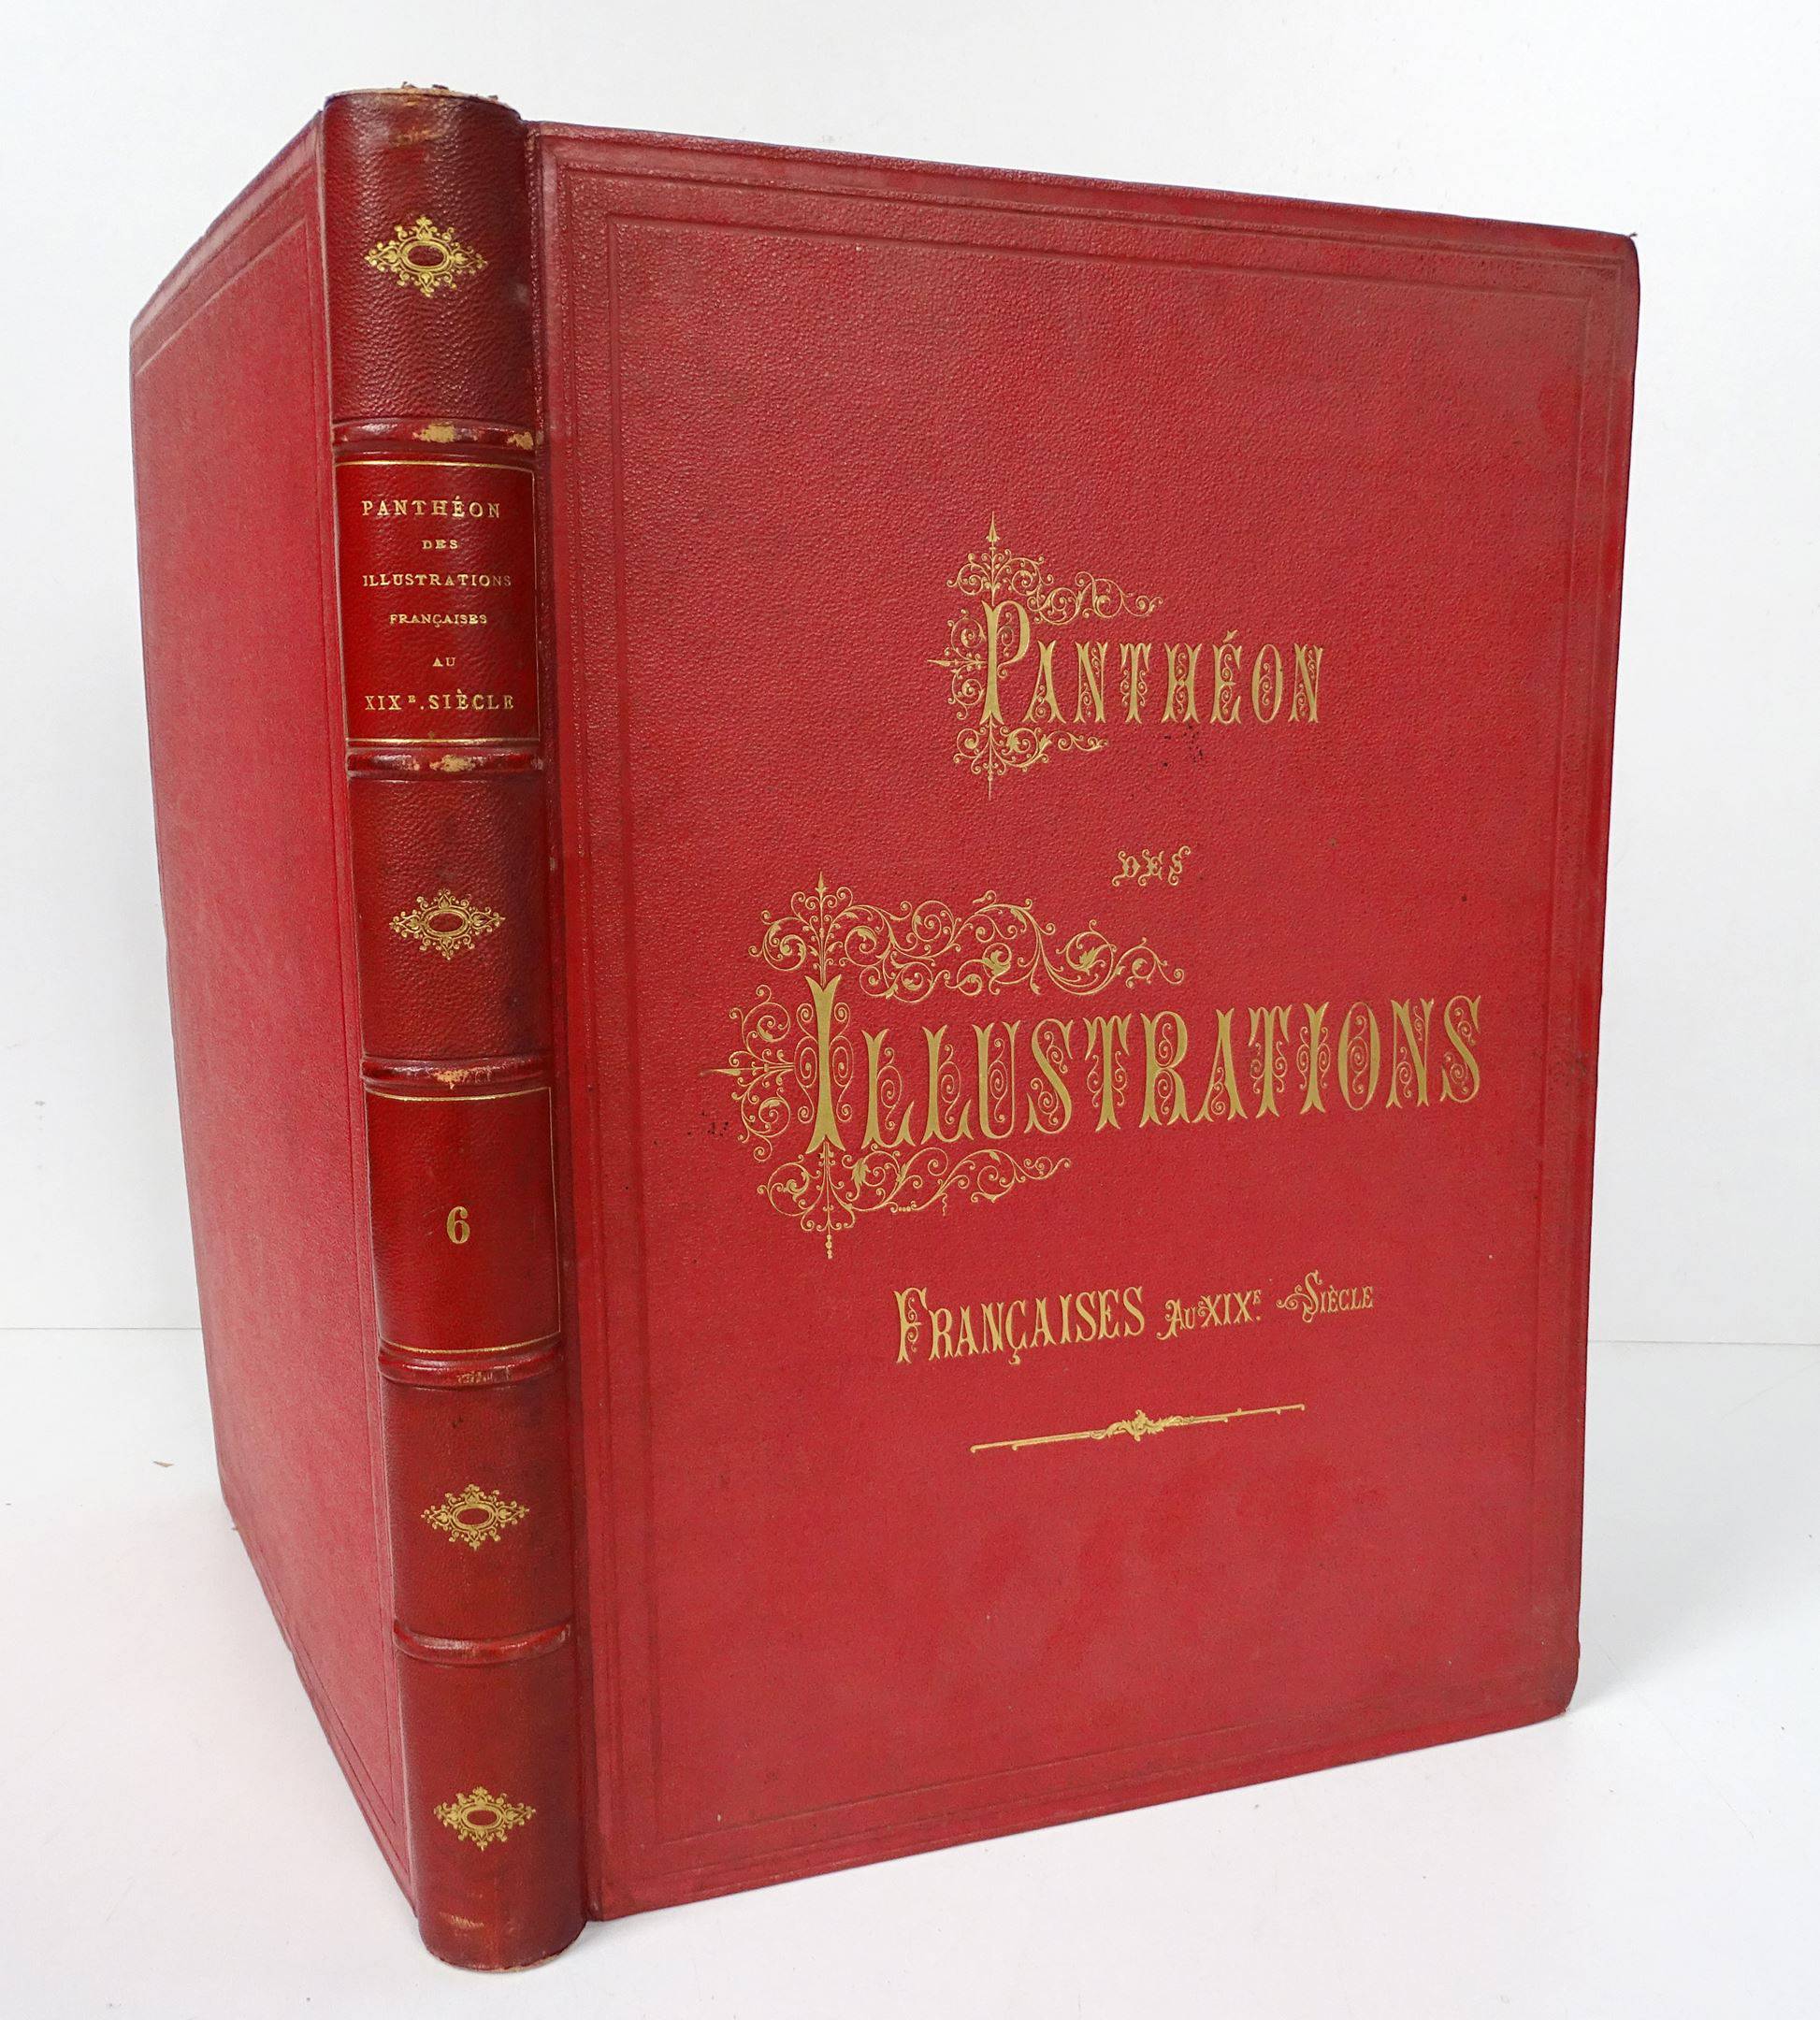 PANTHÉON
DES
ILLUSTRATIONS
FRANÇAISES
AU
XIXE. SIÈCLE
6
PANTHÉON
DES
ILLUSTRATIONS
FRANÇAISES AU XIXE. SIÈCLE